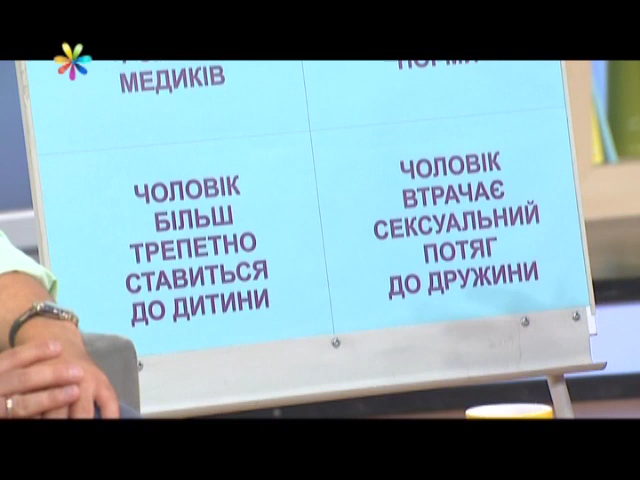 МЕДИКІВ
ЧОЛОВІК
БІЛЬШ
ТРЕПЕТНО
СТАВИТЬСЯ
ДО ДИТИНИ
ЧОЛОВІК
ВТРАЧАЄ
СЕКСУАЛЬНИЙ
ПОТЯГ
ДО ДРУЖИНИ